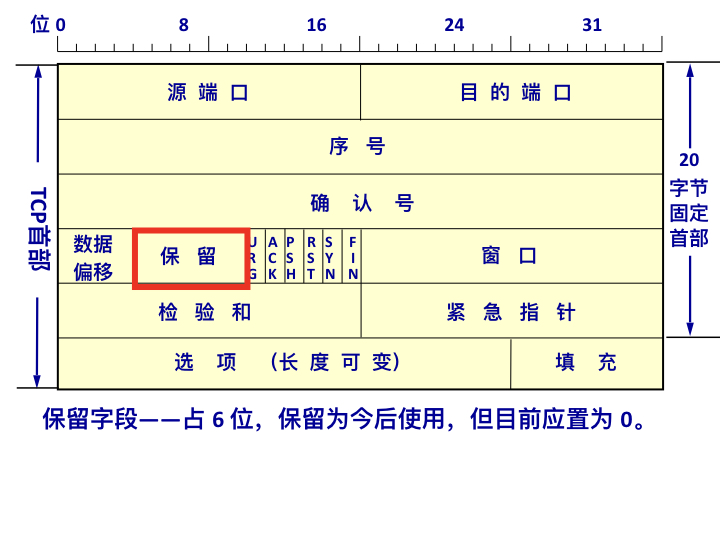 位 0 8 16 24 31
源 端 口 目 的 端 口
序 号
确 认 号
TCP首部
20
字节
固定
首部
数据
偏移
保 留
URG ACK PSH RST SYN FIN
窗 口
检 验 和 紧 急 指 针
选 项 （长 度 可 变） 填 充
保留字段——占 6 位，保留为今后使用，但目前应置为 0。